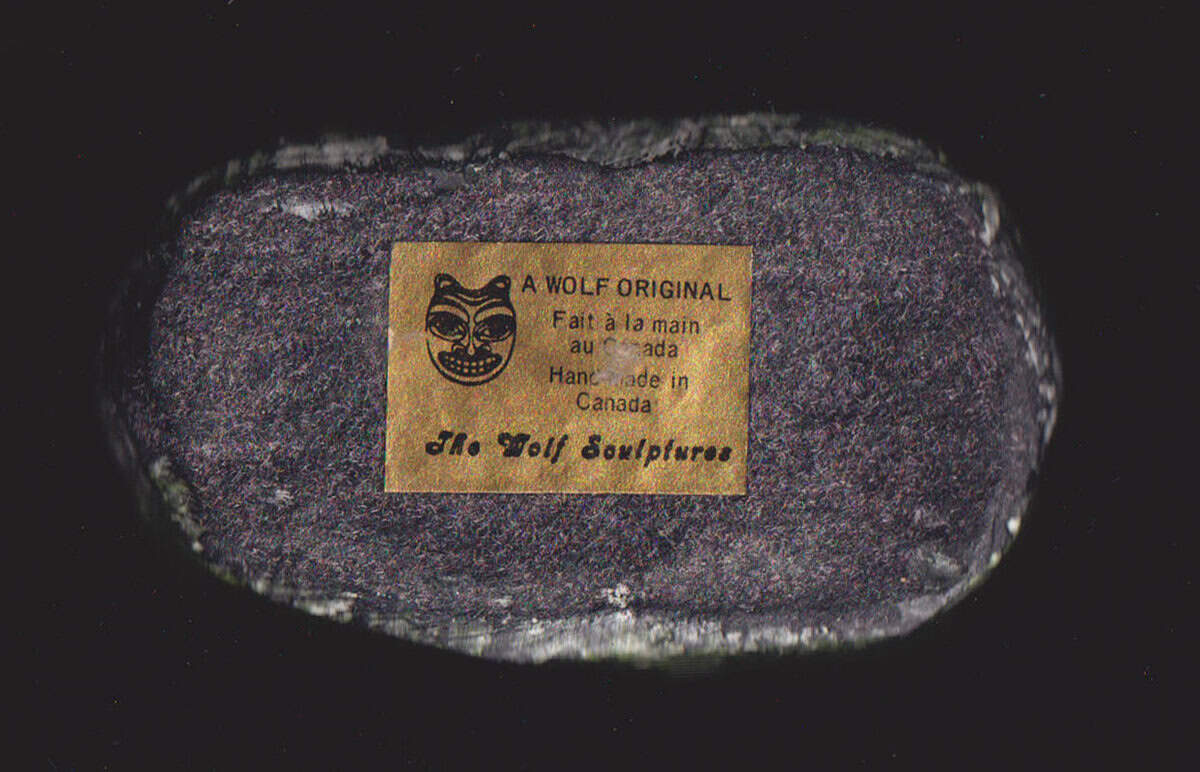 A WOLF ORIGINAL
Fait à la main
au Canada
Handmade in
Canada
The Wolf Sculptures